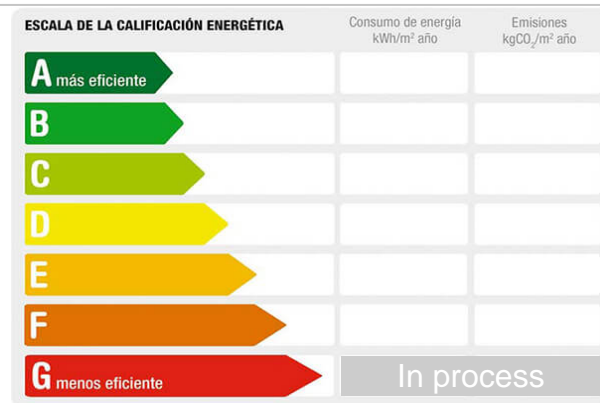 ESCALA DE LA CALIFICACIÓN ENERGÉTICA
Consumo de energía
kWh/m² año
Emisiones
kgCO₂/m² año
A más eficiente
B
C
D
E
F
G menos eficiente
In process